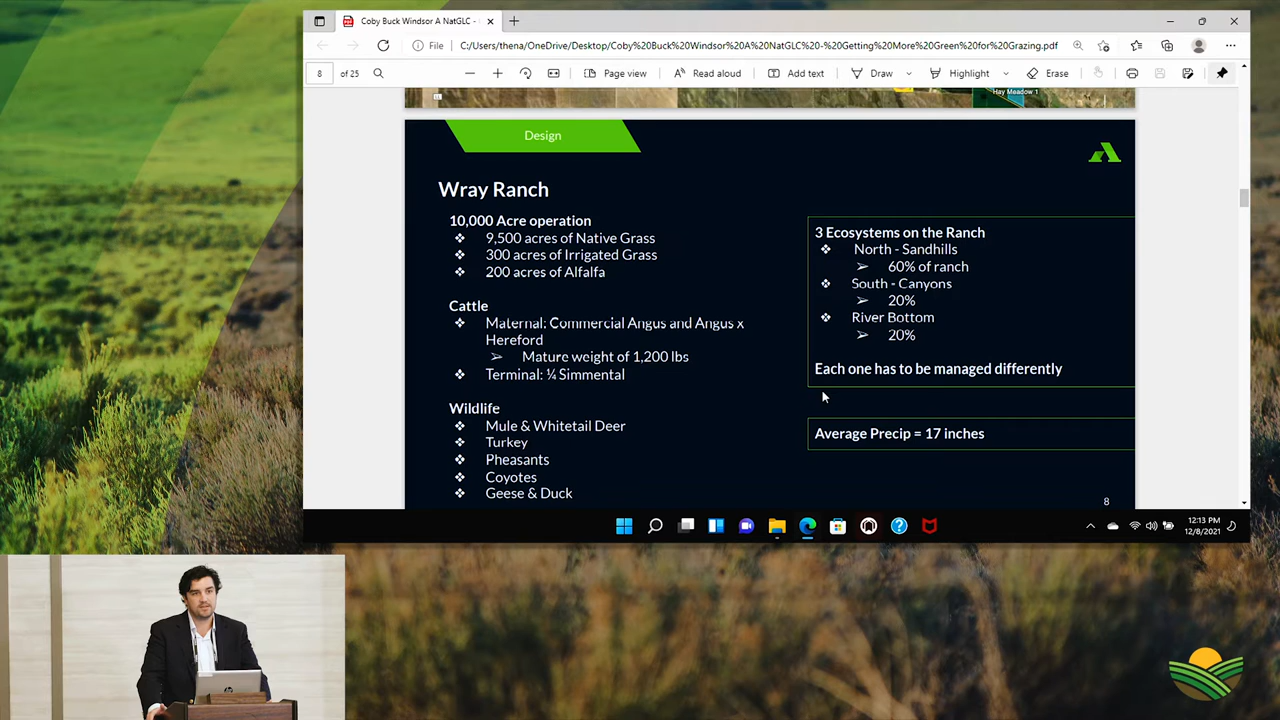 Coby Buck Windsor A NatGLC -
File
C:/Users/thena/OneDrive/Desktop/Coby%20Buck%20Windsor%20A%20NatGLC%20-%20Getting%20More%20Green%20for%20Grazing.pdf
8 of 25
Page view
Read aloud
Add text
Draw
Highlight
Erase
Hay Meadow 1
Design
Wray Ranch
10,000 Acre operation
9,500 acres of Native Grass
300 acres of Irrigated Grass
200 acres of Alfalfa
Cattle
Maternal: Commercial Angus and Angus x
Hereford
Mature weight of 1,200 lbs
Terminal: ¼ Simmental
Wildlife
Mule & Whitetail Deer
Turkey
Pheasants
Coyotes
Geese & Duck
3 Ecosystems on the Ranch
North - Sandhills
60% of ranch
South - Canyons
20%
River Bottom
20%
Each one has to be managed differently
Average Precip = 17 inches
8
12:13 PM
12/8/2021
hp